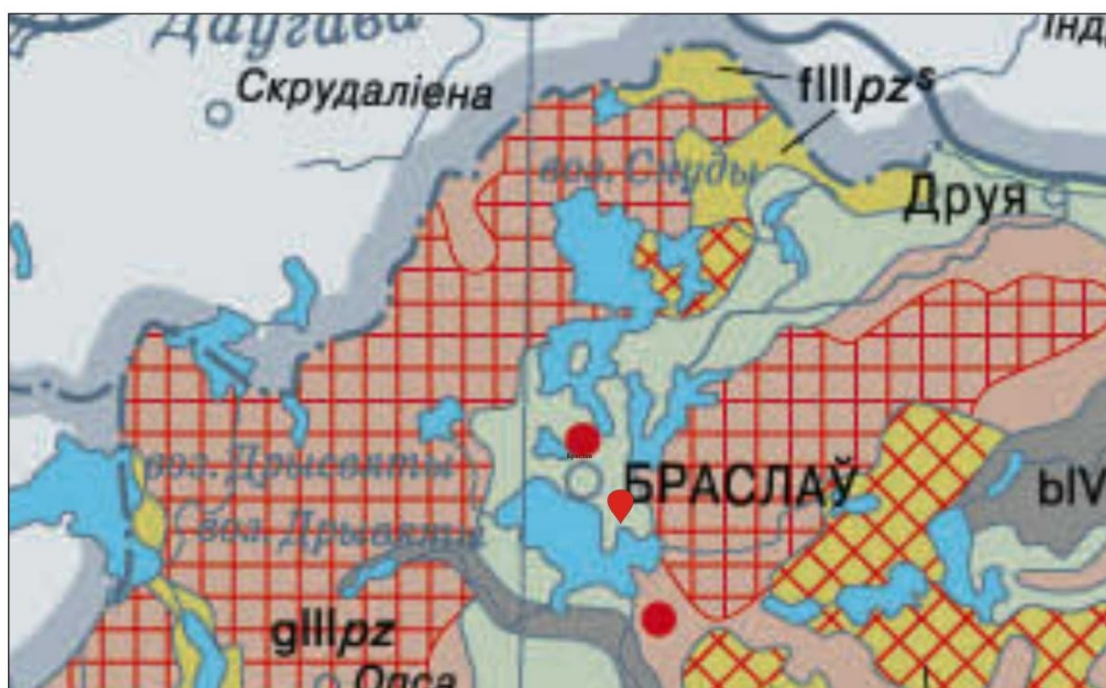 Даугава
Скрудаліена
fIIIpzˢ
воз. Снуды
Друя
БРАСЛАЎ
воз. Дрысвяты
воз. Дрывяты
gIIIpz
Опса